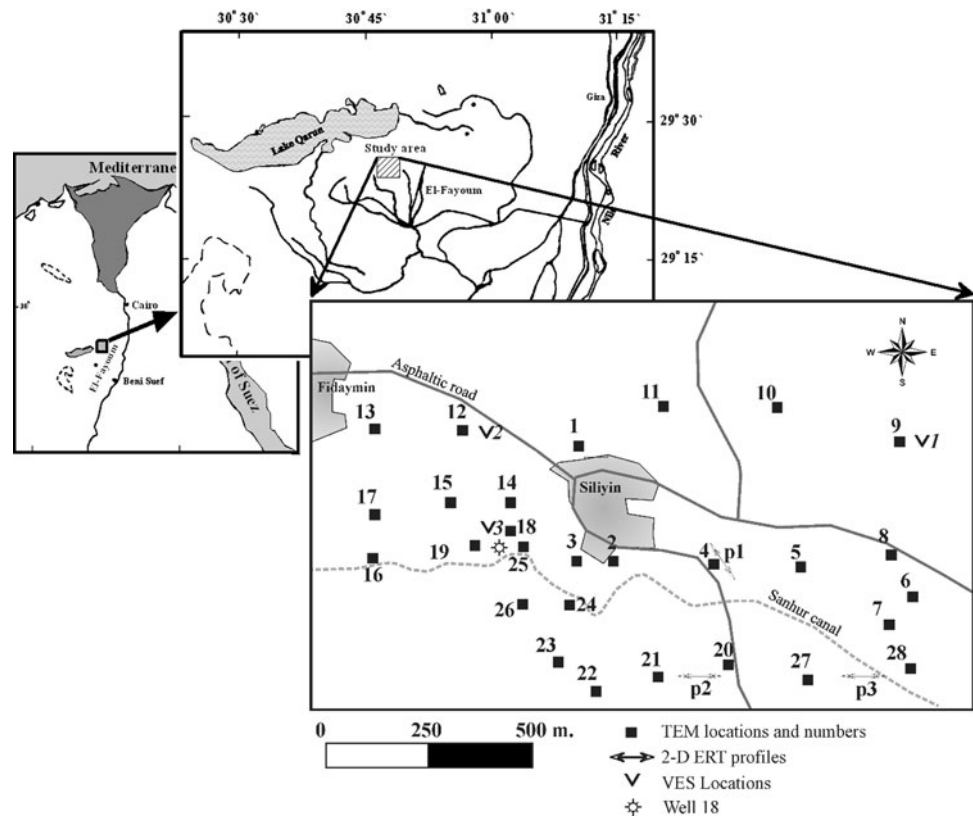 30° 30' 30° 45' 31° 00' 31° 15'
Giza
29° 30'
Lake Qarun
Study area
River
El-Fayoum
29° 15'
Mediterrane
30°
Cairo
El-Fayoum
Beni Suef
of Suez
N
W E
S
Asphaltic road
Fidaymin
11 10
13 12 V2 1 9 V1
15 14
17 Siliyin
V3 18
19 25 3 2 4 p1 5 8
16
6
Sanhur canal
26 24 7
23 20 28
22 21 p2 27 p3
0 250 500 m.
TEM locations and numbers
2-D ERT profiles
VES Locations
Well 18